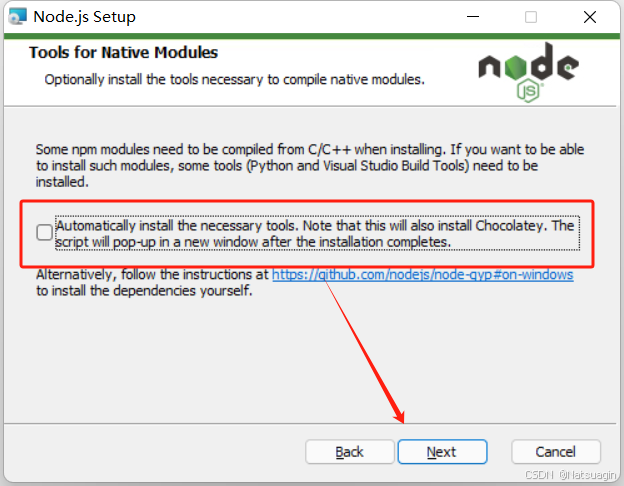 Node.js Setup
Tools for Native Modules
Optionally install the tools necessary to compile native modules.
node
JS
Some npm modules need to be compiled from C/C++ when installing. If you want to be able
to install such modules, some tools (Python and Visual Studio Build Tools) need to be
installed.
Automatically install the necessary tools. Note that this will also install Chocolatey. The
script will pop-up in a new window after the installation completes.
Alternatively, follow the instructions at https://github.com/nodejs/node-gyp#on-windows
to install the dependencies yourself.
Back
Next
Cancel
CSDN @Natsuagin